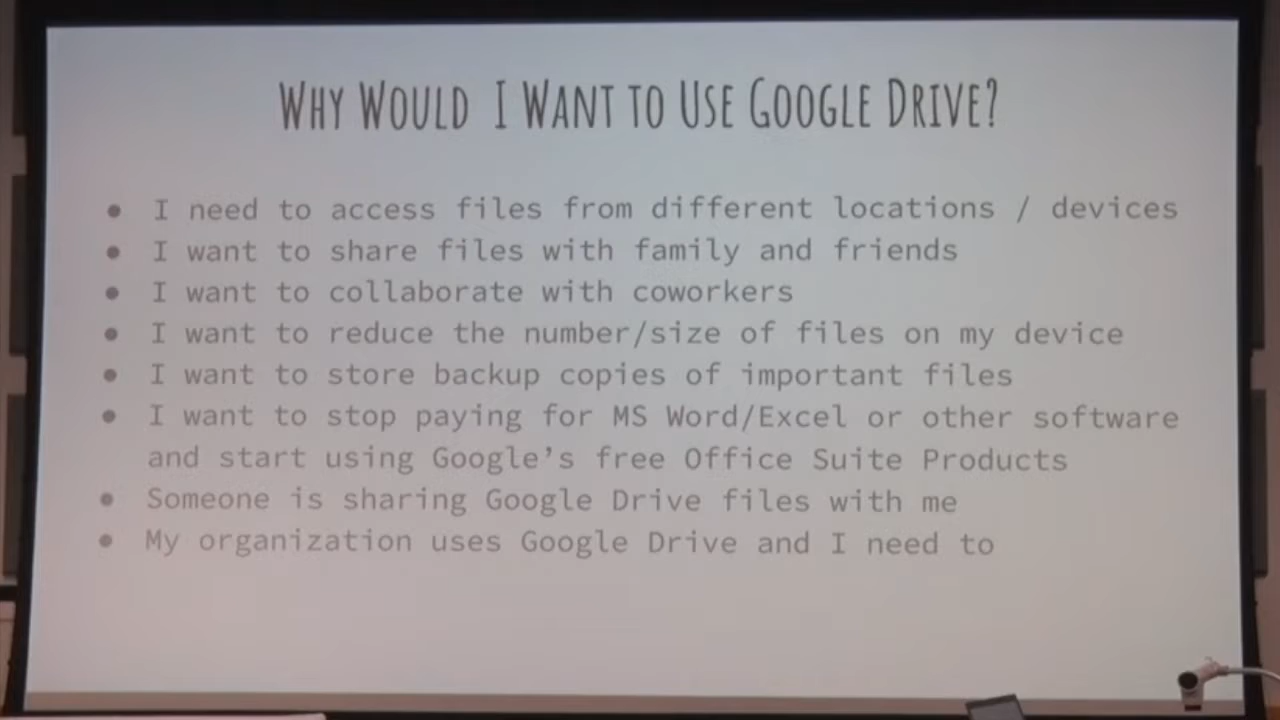 WHY WOULD I WANT TO USE GOOGLE DRIVE?
● I need to access files from different locations / devices
● I want to share files with family and friends
● I want to collaborate with coworkers
● I want to reduce the number/size of files on my device
● I want to store backup copies of important files
● I want to stop paying for MS Word/Excel or other software
and start using Google’s free Office Suite Products
● Someone is sharing Google Drive files with me
● My organization uses Google Drive and I need to